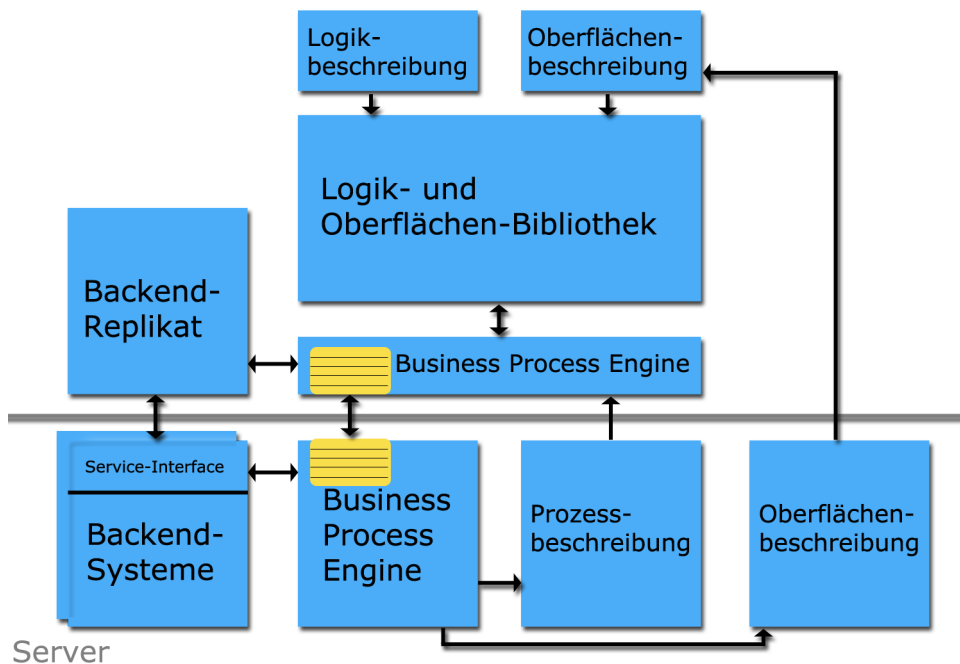 Logik-
beschreibung
Oberflächen-
beschreibung
Logik- und
Oberflächen-Bibliothek
Backend-
Replikat
Business Process Engine
Service-Interface
Backend-
Systeme
Business
Process
Engine
Prozess-
beschreibung
Oberflächen-
beschreibung
Server